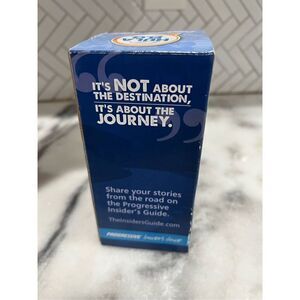 IT'S NOT ABOUT
THE DESTINATION,
IT'S ABOUT THE
JOURNEY.
Share your stories
from the road on
the Progressive
Insider's Guide.
TheInsidersGuide.com
PROGRESSIVE